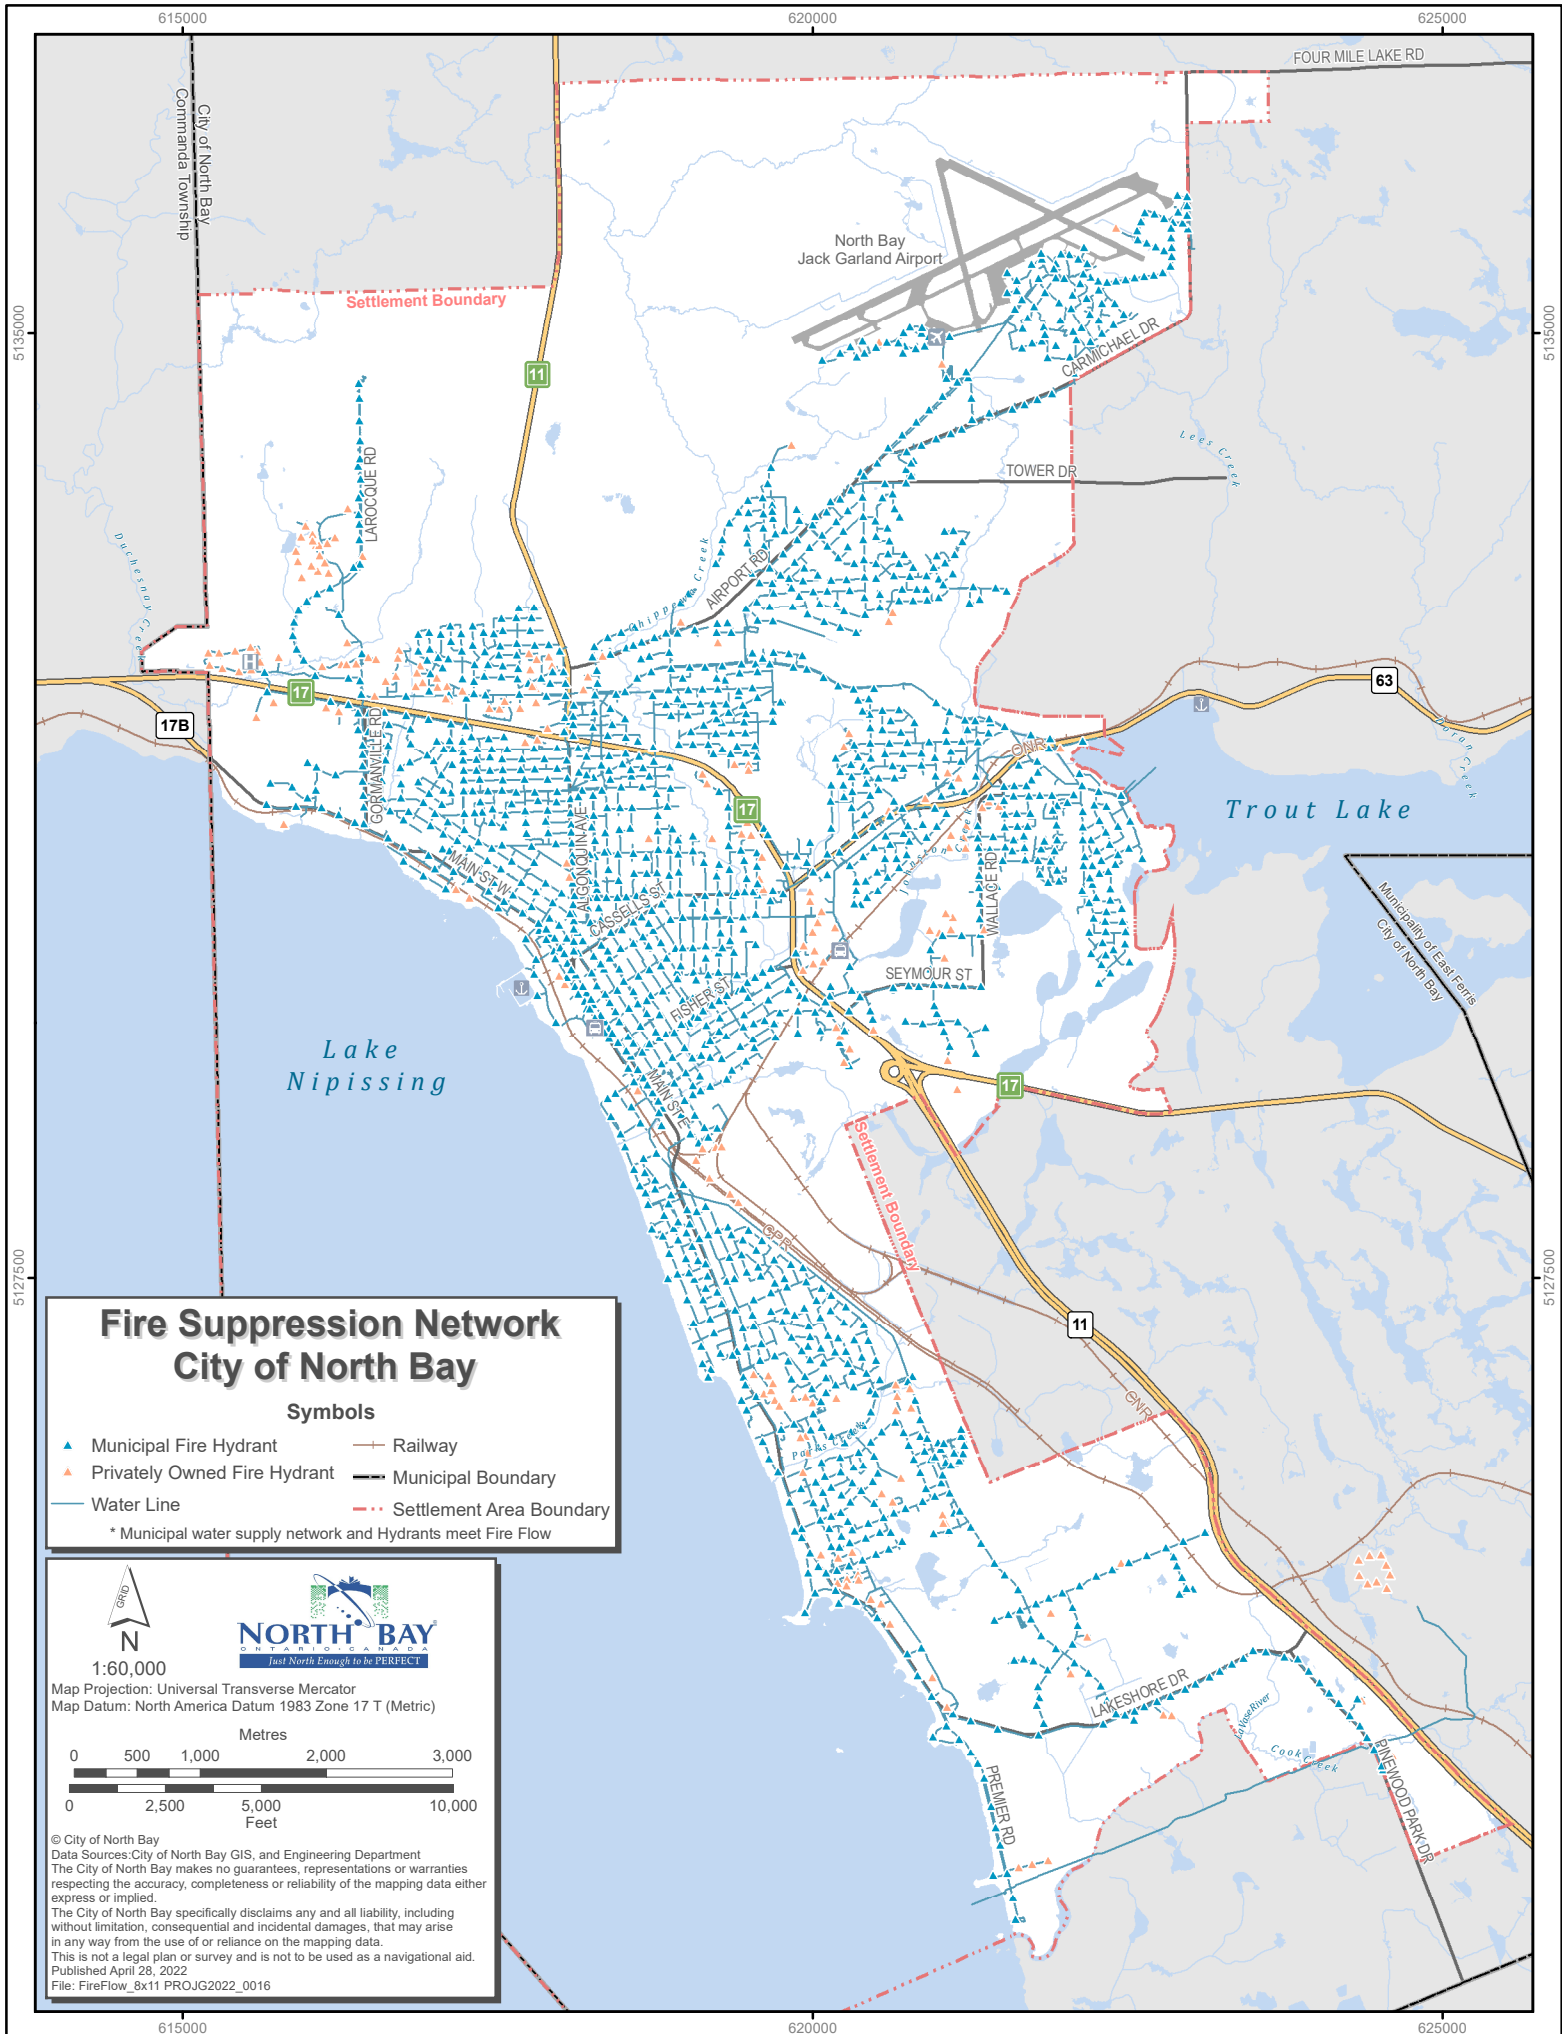 615000
620000
625000
FOUR MILE LAKE RD
City of North Bay
Commanda Township
North Bay
Jack Garland Airport
Settlement Boundary
5135000
5135000
CARMICHAEL DR
11
Lees Creek
LAROCQUE RD
TOWER DR
Duchesnay Creek
Chippewa Creek
AIRPORT RD
H
17
63
17B
GORMANVILLE RD
ONR
Doran Creek
17
Trout Lake
ALGONQUIN AVE
Johnston Creek
MAIN ST W
WALLACE RD
CASSELLS ST
Municipality of East Ferris
City of North Bay
SEYMOUR ST
FISHER ST
Lake
Nipissing
MAIN ST E
17
Settlement Boundary
CPR
5127500
5127500
11
CNR
Parks Creek
Fire Suppression Network
City of North Bay
Symbols
Municipal Fire Hydrant
Railway
Privately Owned Fire Hydrant
Municipal Boundary
Water Line
Settlement Area Boundary
* Municipal water supply network and Hydrants meet Fire Flow
GRID
N
1:60,000
NORTH BAY
ONTARIO · CANADA
Just North Enough to be PERFECT
Map Projection: Universal Transverse Mercator
Map Datum: North America Datum 1983 Zone 17 T (Metric)
Metres
0 500 1,000 2,000 3,000
0 2,500 5,000 10,000
Feet
LAKESHORE DR
LaVase River
Cook Creek
PINEWOOD PARK DR
PREMIER RD
© City of North Bay
Data Sources:City of North Bay GIS, and Engineering Department
The City of North Bay makes no guarantees, representations or warranties
respecting the accuracy, completeness or reliability of the mapping data either
express or implied.
The City of North Bay specifically disclaims any and all liability, including
without limitation, consequential and incidental damages, that may arise
in any way from the use of or reliance on the mapping data.
This is not a legal plan or survey and is not to be used as a navigational aid.
Published April 28, 2022
File: FireFlow_8x11 PROJG2022_0016
615000
620000
625000